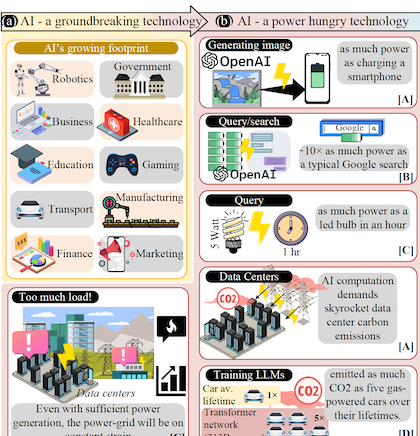 (a) AI - a groundbreaking technology
AI's growing footprint
Robotics
Government
Business
Healthcare
Education
Gaming
Transport
Manufacturing
Finance
Marketing
Too much load!
Data centers
Even with sufficient power
generation, the power-grid will be on
constant strain
(b) AI - a power hungry technology
Generating image
OpenAI
as much power
as charging a
smartphone
[A]
Query/search
OpenAI
Google
~10× as much power as
a typical Google search
[B]
Query
5 Watt
1 hr
as much power as a
led bulb in an hour
[C]
Data Centers
CO2
AI computation
demands
skyrocket data
center carbon
emissions
[A]
Training LLMs
Car av.
lifetime
1×
CO2
Transformer
network
5×
emitted as much
CO2 as five gas-
powered cars over
their lifetimes.
[D]